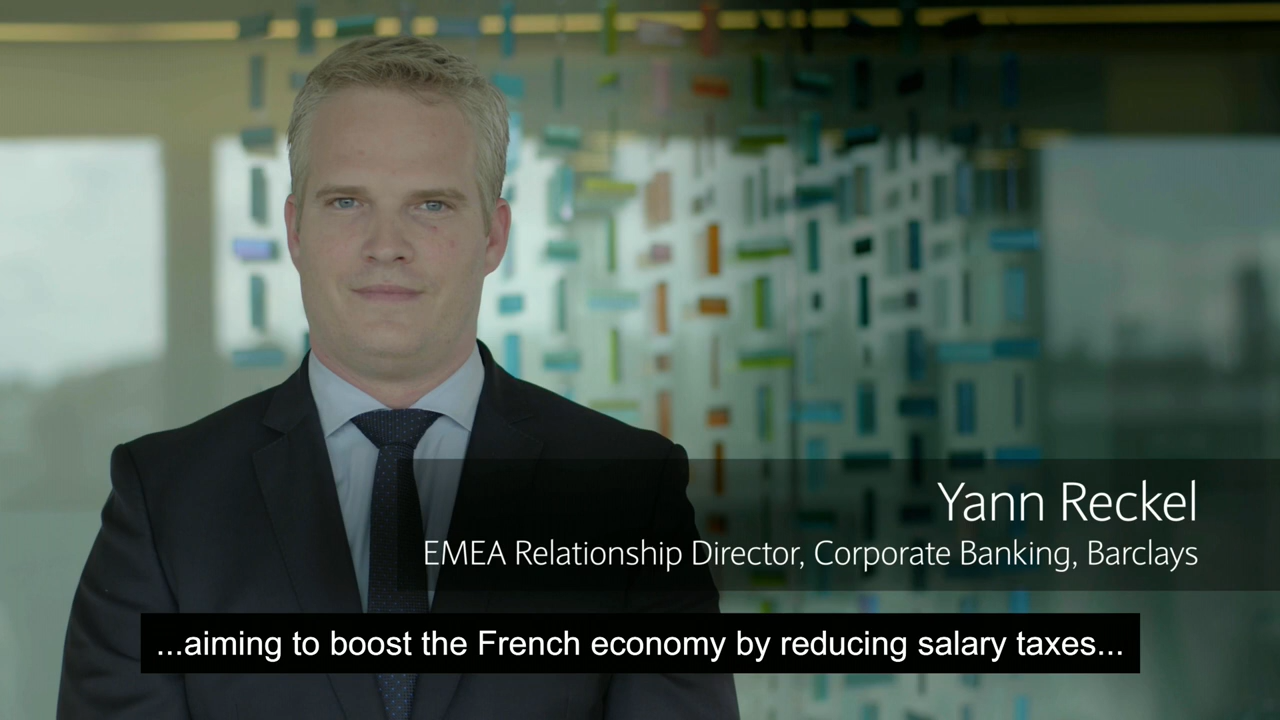 Yann Reckel
EMEA Relationship Director, Corporate Banking, Barclays
...aiming to boost the French economy by reducing salary taxes...